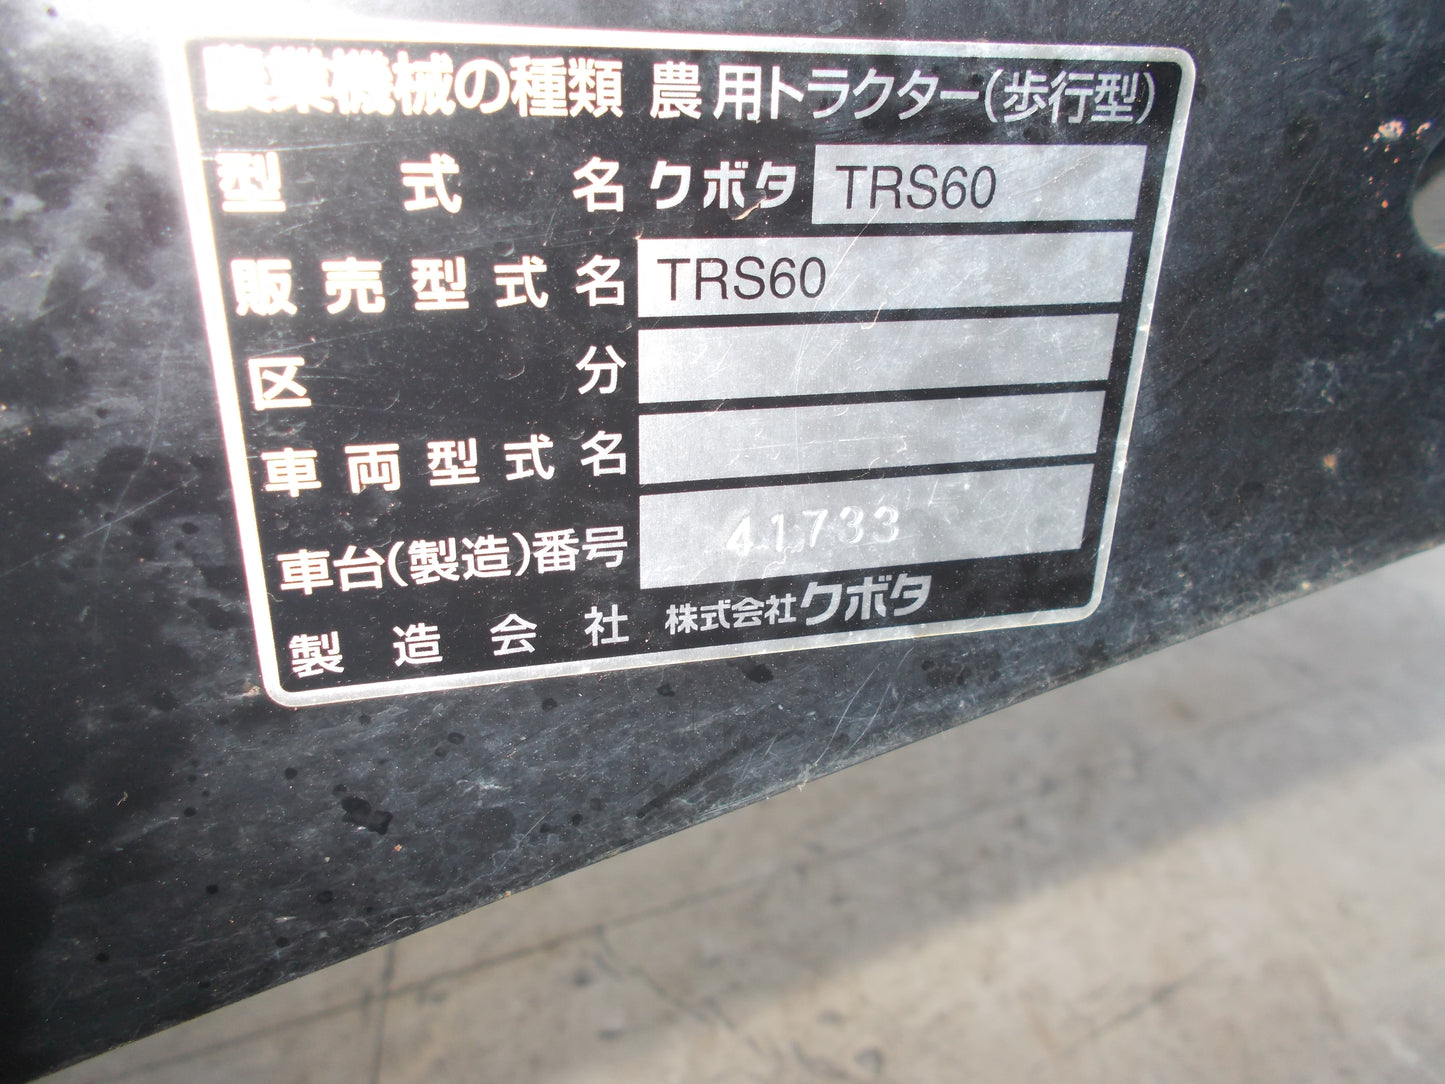 農業機械の種類 農用トラクター(歩行型)
型式名 クボタ TRS60
販売型式名 TRS60
区分
車両型式名
車台(製造)番号 41733
製造会社 株式会社クボタ